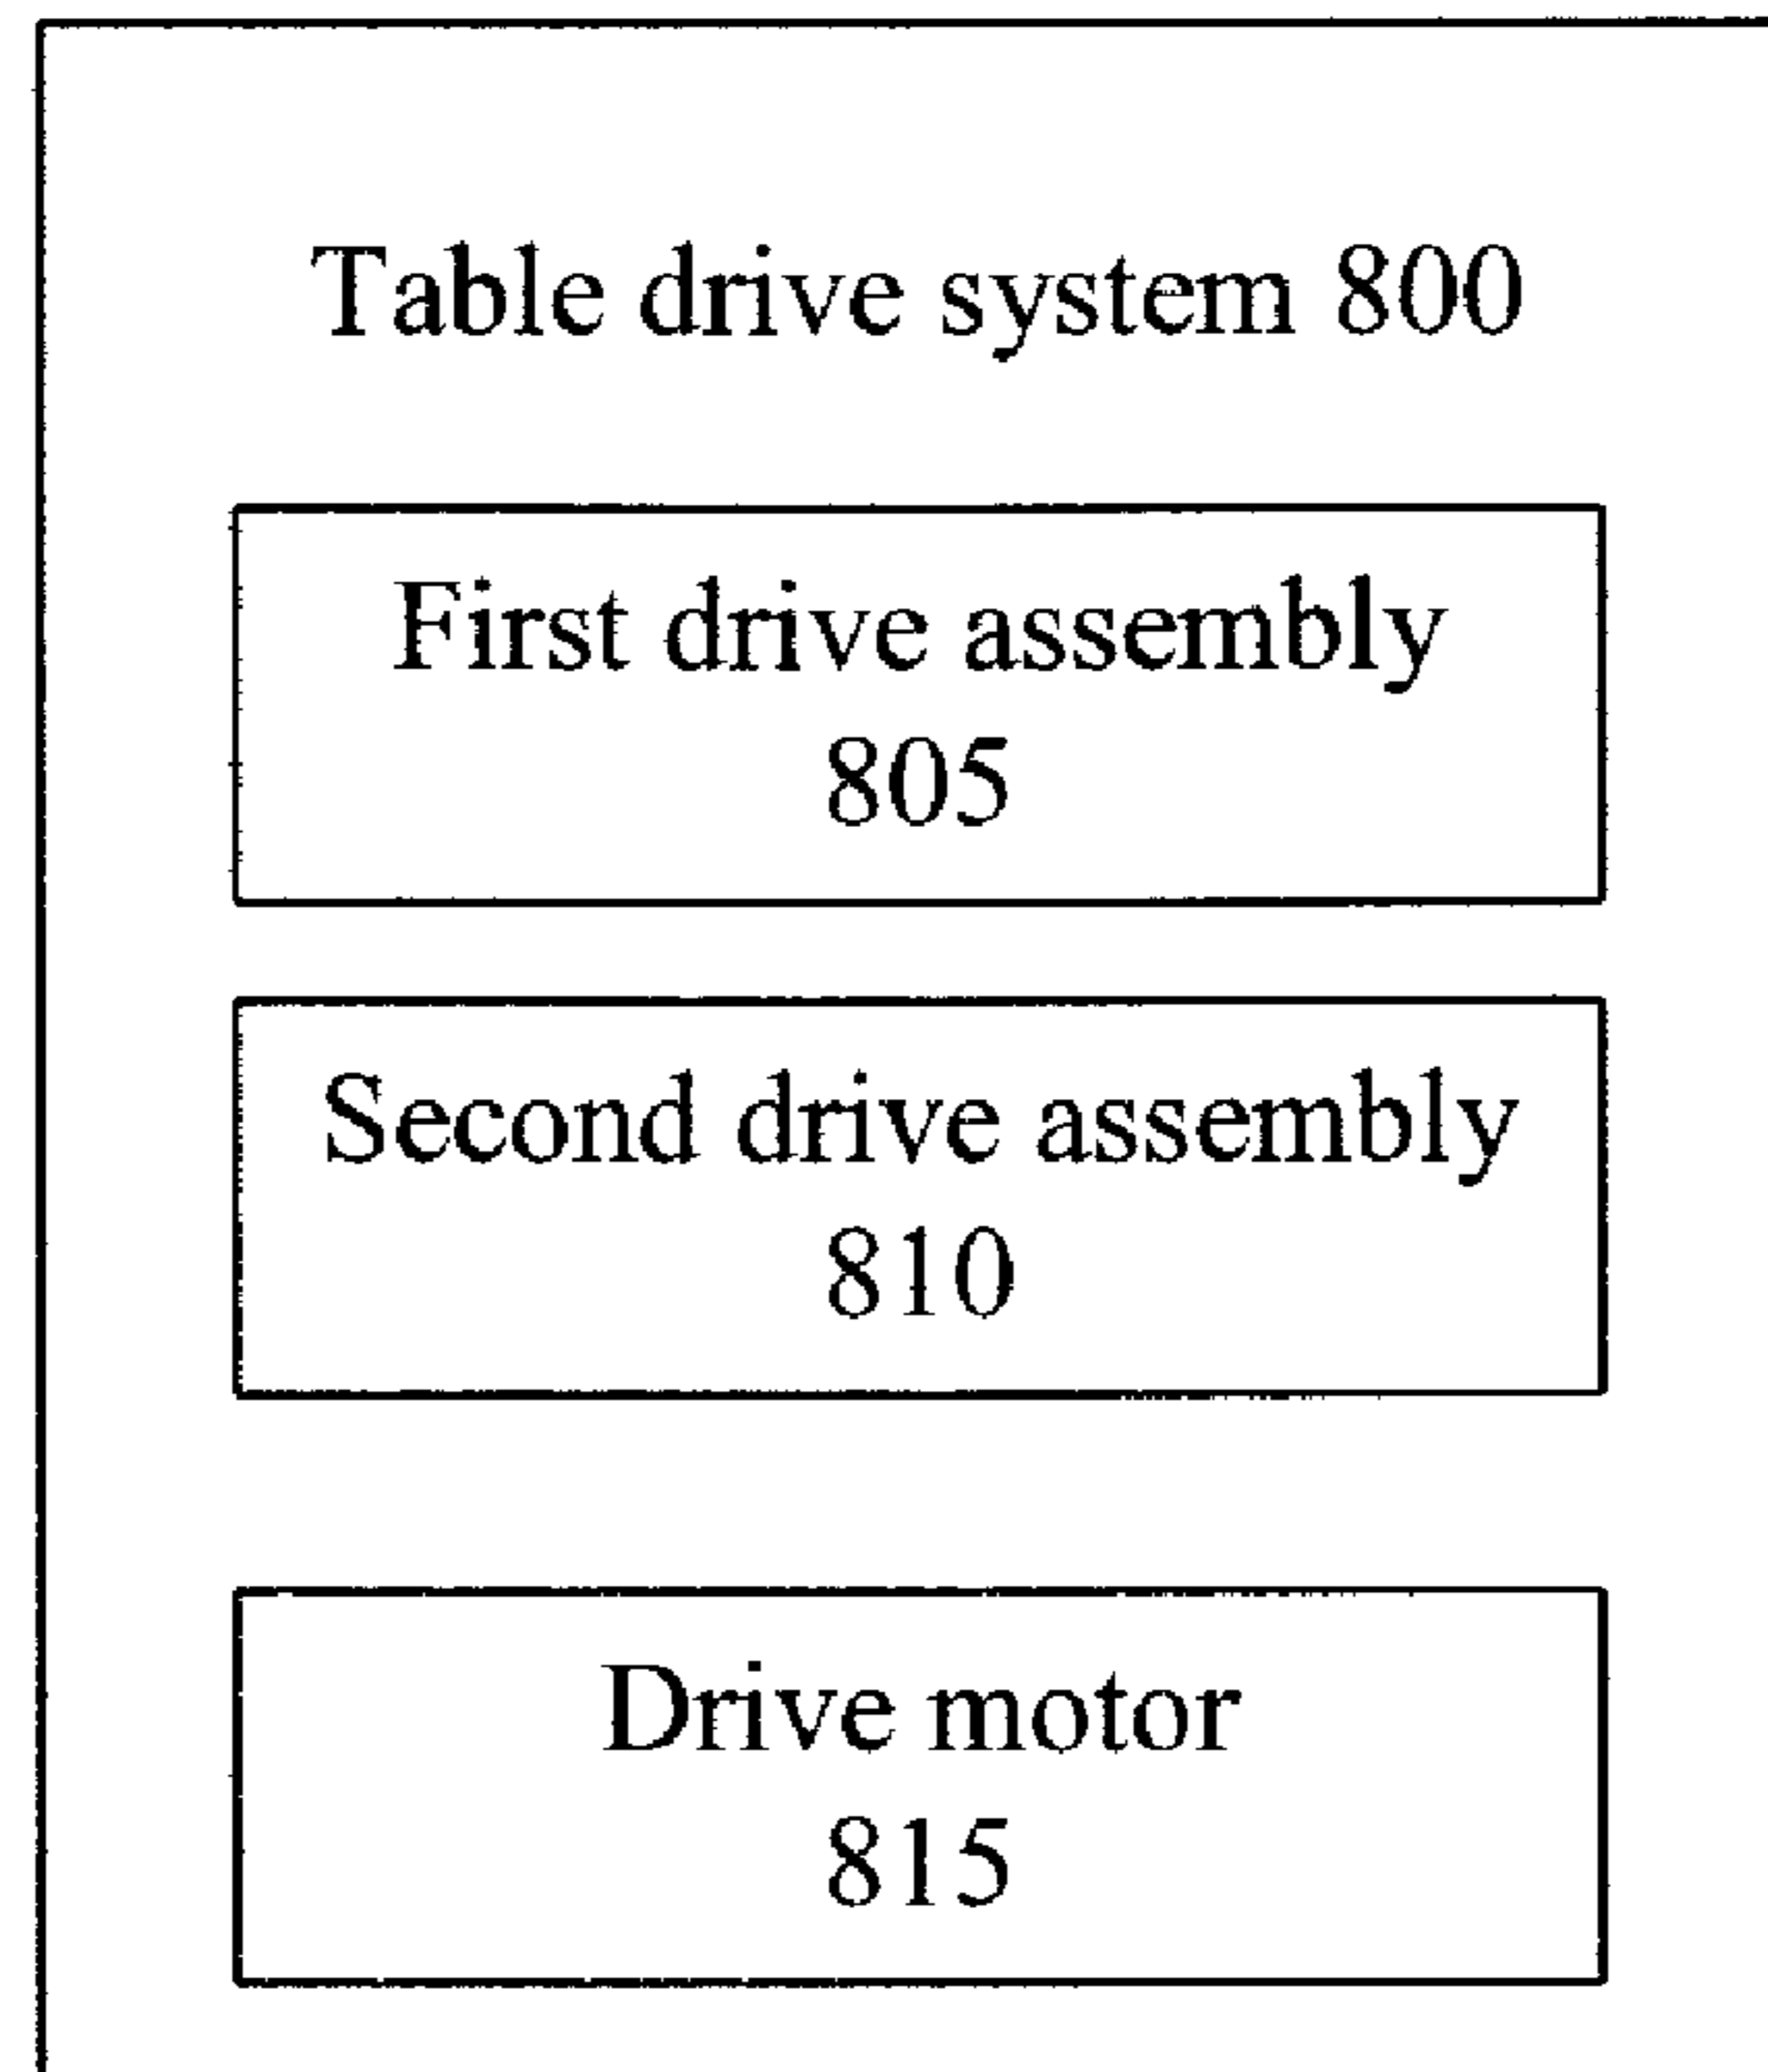 Table drive system 800
First drive assembly
805
Second drive assembly
810
Drive motor
815